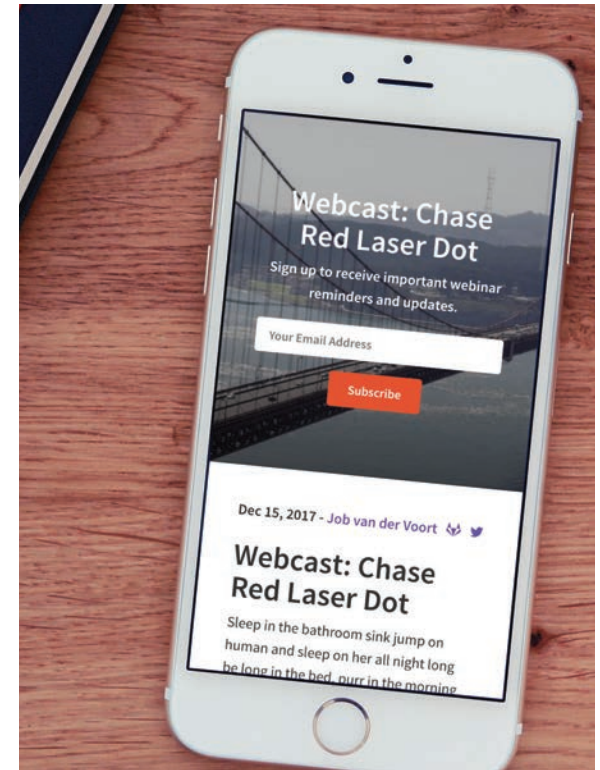 Webcast: Chase
Red Laser Dot
Sign up to receive important webinar
reminders and updates.
Your Email Address
Subscribe
Dec 15, 2017 - Job van der Voort
Webcast: Chase
Red Laser Dot
Sleep in the bathroom sink jump on
human and sleep on her all night long
be long in the bed, purr in the morning